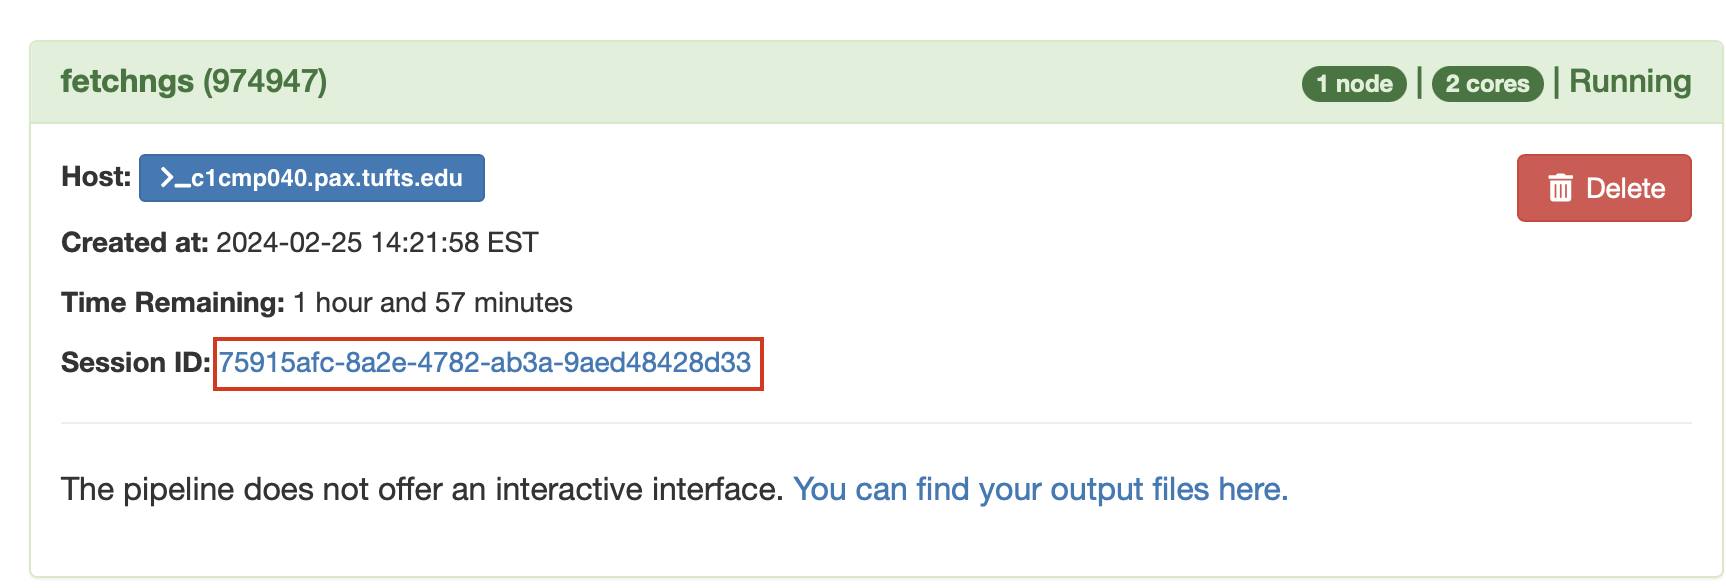 fetchngs (974947) 1 node | 2 cores | Running
Host: >_c1cmp040.pax.tufts.edu Delete
Created at: 2024-02-25 14:21:58 EST
Time Remaining: 1 hour and 57 minutes
Session ID: 75915afc-8a2e-4782-ab3a-9aed48428d33
The pipeline does not offer an interactive interface. You can find your output files here.